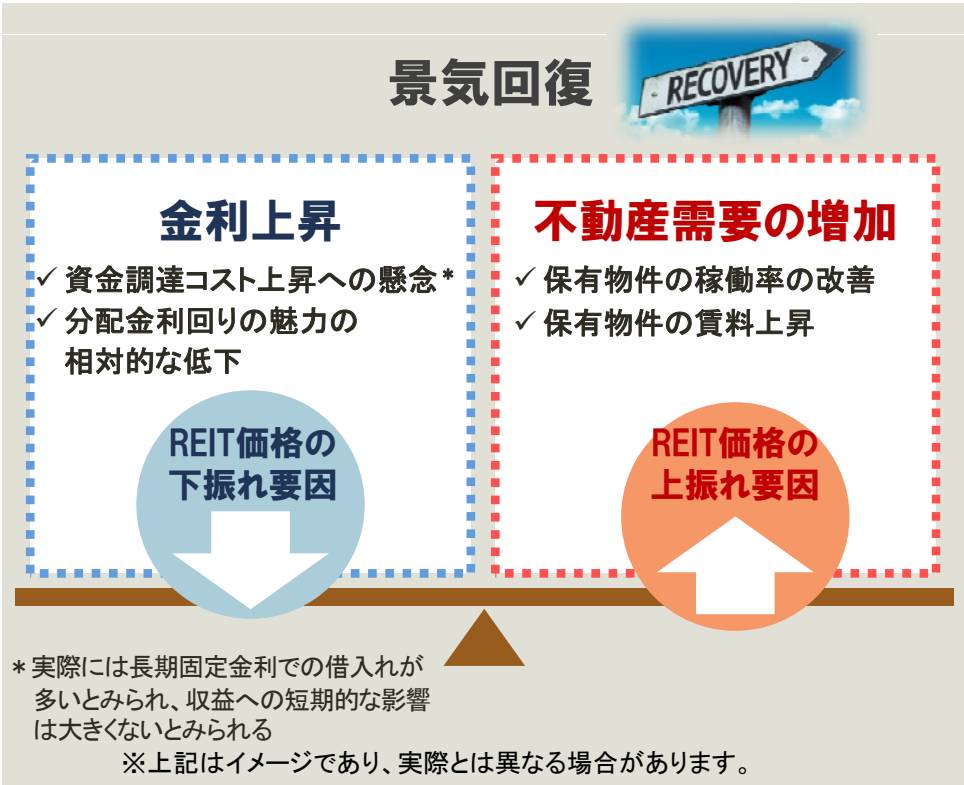 景気回復
RECOVERY
金利上昇
✓ 資金調達コスト上昇への懸念*
✓ 分配金利回りの魅力の
相対的な低下
REIT価格の
下振れ要因
不動産需要の増加
✓ 保有物件の稼働率の改善
✓ 保有物件の賃料上昇
REIT価格の
上振れ要因
* 実際には長期固定金利での借入れが
多いとみられ、収益への短期的な影響
は大きくないとみられる
※上記はイメージであり、実際とは異なる場合があります。